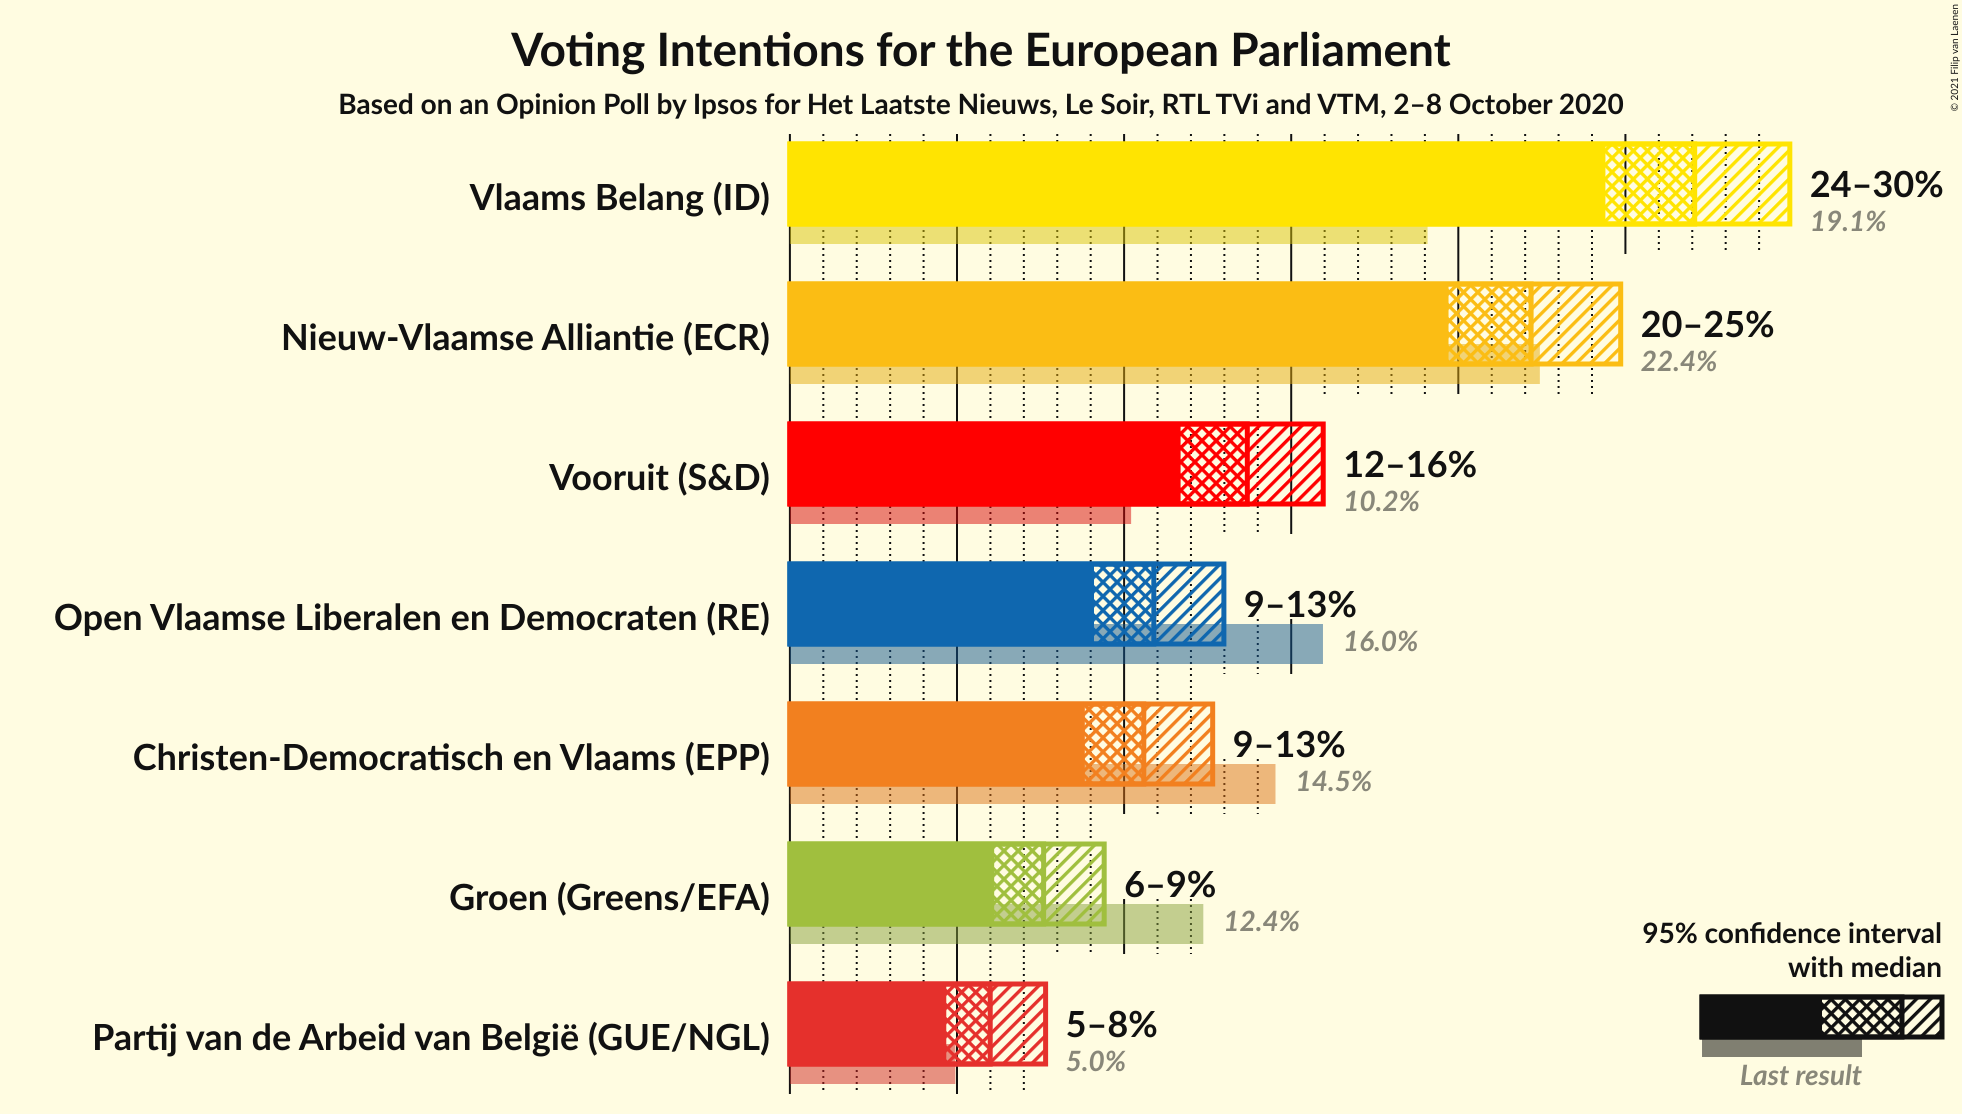 Voting Intentions for the European Parliament
Based on an Opinion Poll by Ipsos for Het Laatste Nieuws, Le Soir, RTL TVi and VTM, 2–8 October 2020
© 2021 Filip van Laenen
Vlaams Belang (ID)
24–30%
19.1%
Nieuw-Vlaamse Alliantie (ECR)
20–25%
22.4%
Vooruit (S&D)
12–16%
10.2%
Open Vlaamse Liberalen en Democraten (RE)
9–13%
16.0%
Christen-Democratisch en Vlaams (EPP)
9–13%
14.5%
Groen (Greens/EFA)
6–9%
12.4%
Partij van de Arbeid van België (GUE/NGL)
5–8%
5.0%
95% confidence interval
with median
Last result